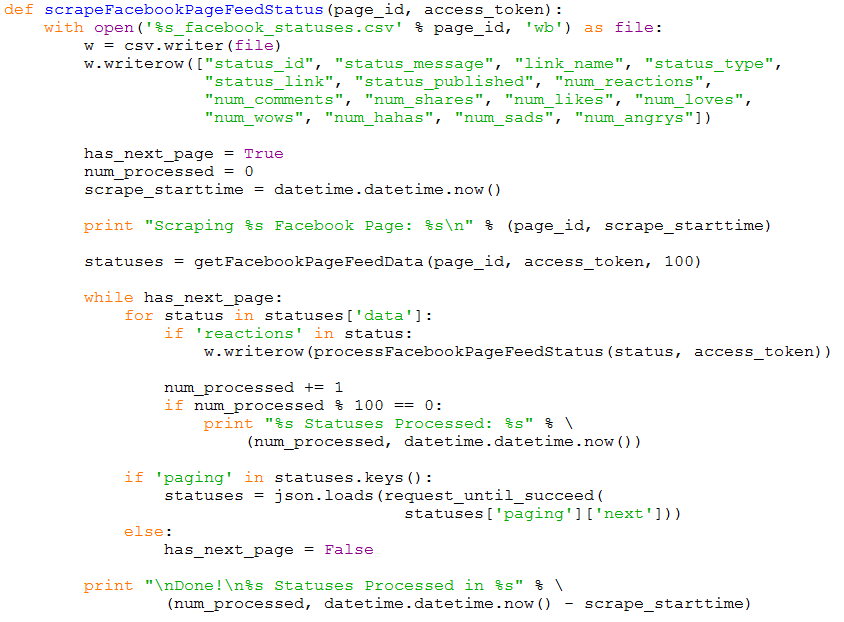 def scrapeFacebookPageFeedStatus(page_id, access_token):
    with open('%s_facebook_statuses.csv' % page_id, 'wb') as file:
        w = csv.writer(file)
        w.writerow(["status_id", "status_message", "link_name", "status_type",
                    "status_link", "status_published", "num_reactions",
                    "num_comments", "num_shares", "num_likes", "num_loves",
                    "num_wows", "num_hahas", "num_sads", "num_angrys"])

        has_next_page = True
        num_processed = 0
        scrape_starttime = datetime.datetime.now()

        print "Scraping %s Facebook Page: %s\n" % (page_id, scrape_starttime)

        statuses = getFacebookPageFeedData(page_id, access_token, 100)

        while has_next_page:
            for status in statuses['data']:
                if 'reactions' in status:
                    w.writerow(processFacebookPageFeedStatus(status, access_token))

                num_processed += 1
                if num_processed % 100 == 0:
                    print "%s Statuses Processed: %s" % \
                        (num_processed, datetime.datetime.now())

            if 'paging' in statuses.keys():
                statuses = json.loads(request_until_succeed(
                                        statuses['paging']['next']))
            else:
                has_next_page = False

        print "\nDone!\n%s Statuses Processed in %s" % \
                (num_processed, datetime.datetime.now() - scrape_starttime)